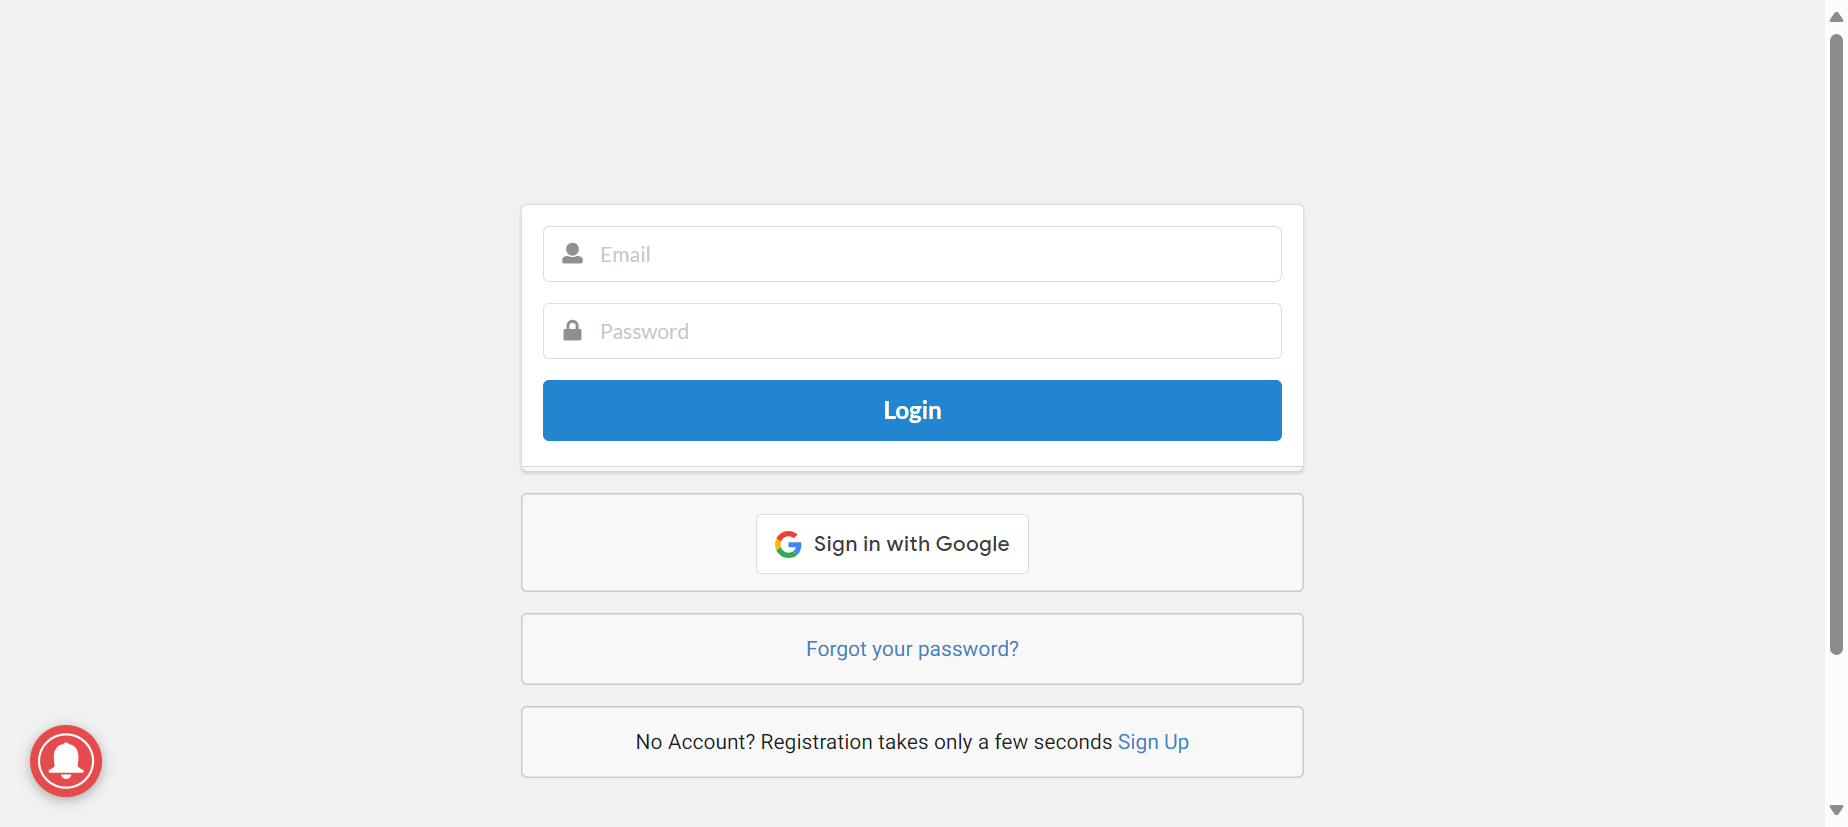 Email
Password
Login
Sign in with Google
Forgot your password?
No Account? Registration takes only a few seconds Sign Up